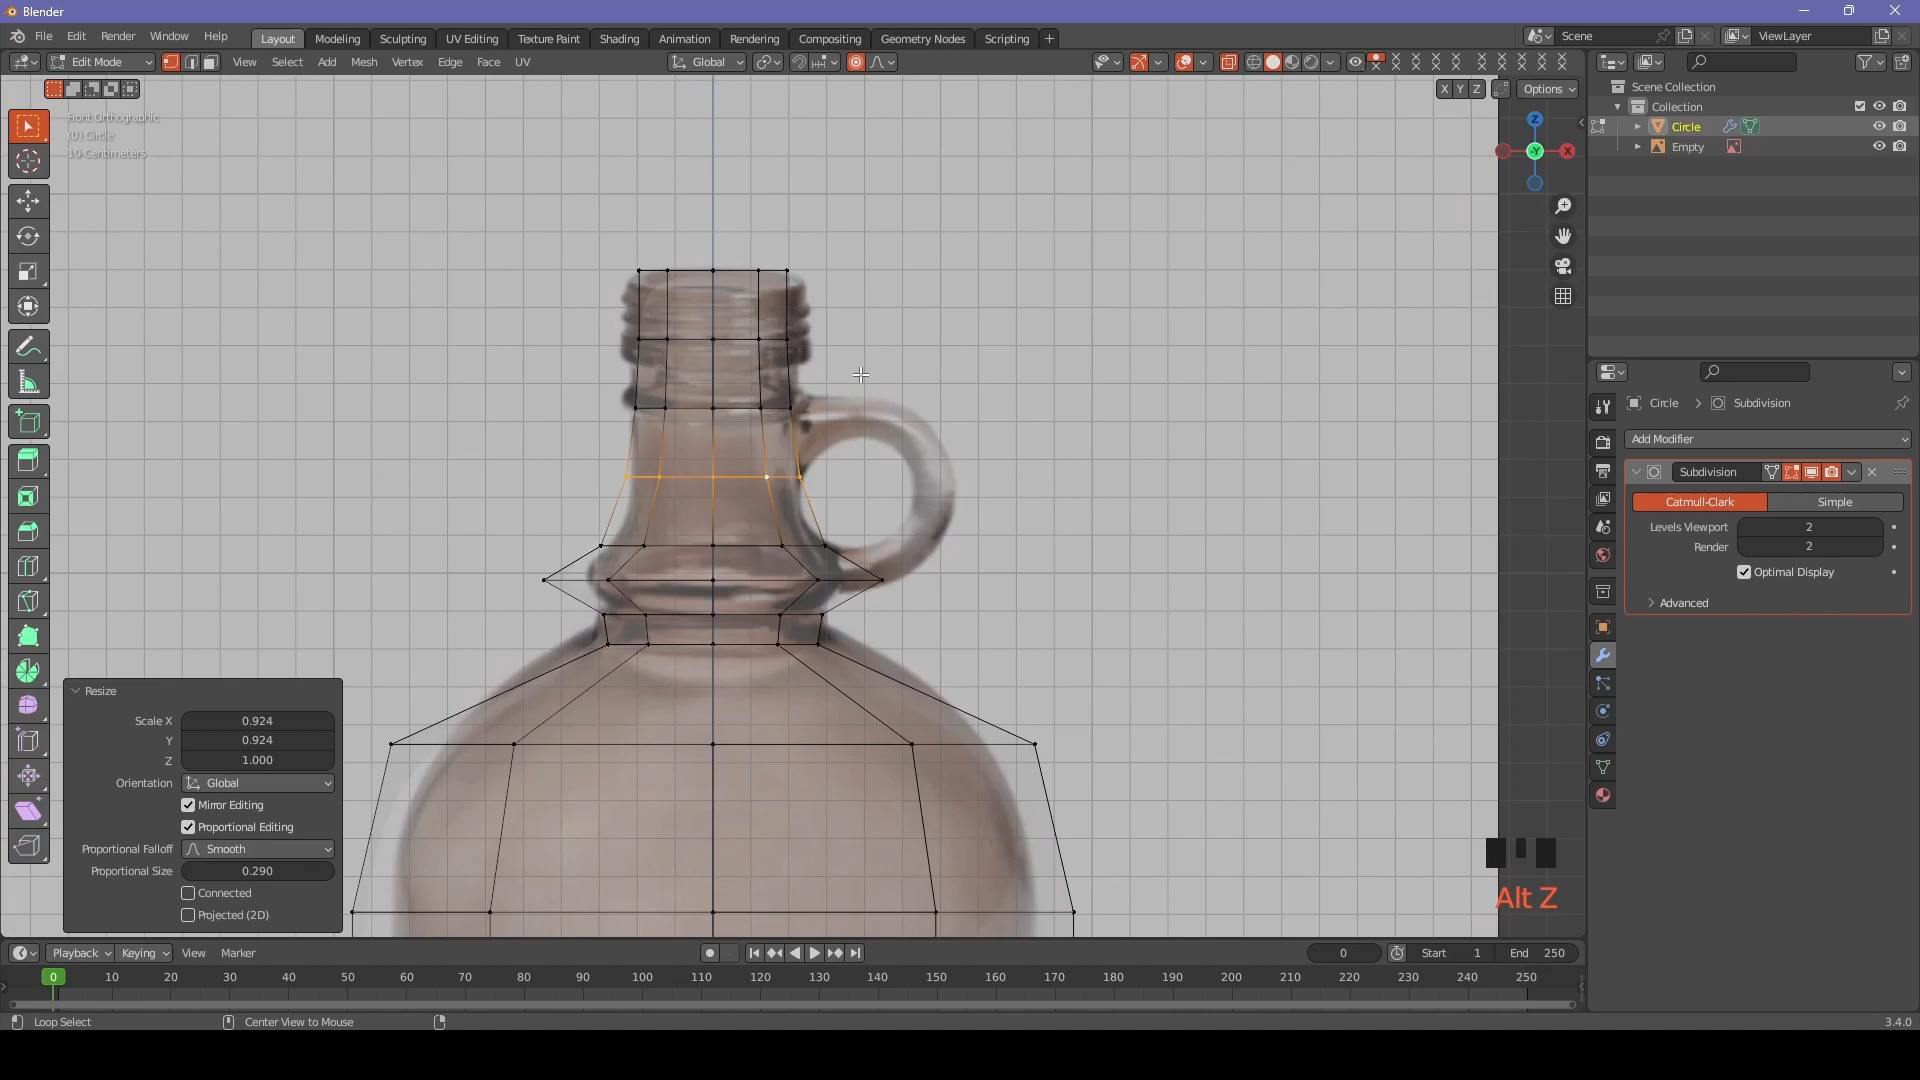 Blender
File Edit Render Window Help Layout Modeling Sculpting UV Editing Texture Paint Shading Animation Rendering Compositing Geometry Nodes Scripting + Scene ViewLayer
Edit Mode View Select Add Mesh Vertex Edge Face UV Global
X Y Z Options
Front Orthographic
(0) Circle
10 Centimeters
Z
-Y
X
Scene Collection
Collection
Circle
Empty
Circle > Subdivision
Add Modifier
Subdivision
Catmull-Clark Simple
Levels Viewport 2
Render 2
Optimal Display
Advanced
Resize
Scale X 0.924
Y 0.924
Z 1.000
Orientation Global
Mirror Editing
Proportional Editing
Proportional Falloff Smooth
Proportional Size 0.290
Connected
Projected (2D)
Alt Z
Playback Keying View Marker 0 Start 1 End 250
0 10 20 30 40 50 60 70 80 90 100 110 120 130 140 150 160 170 180 190 200 210 220 230 240 250
Loop Select Center View to Mouse 3.4.0